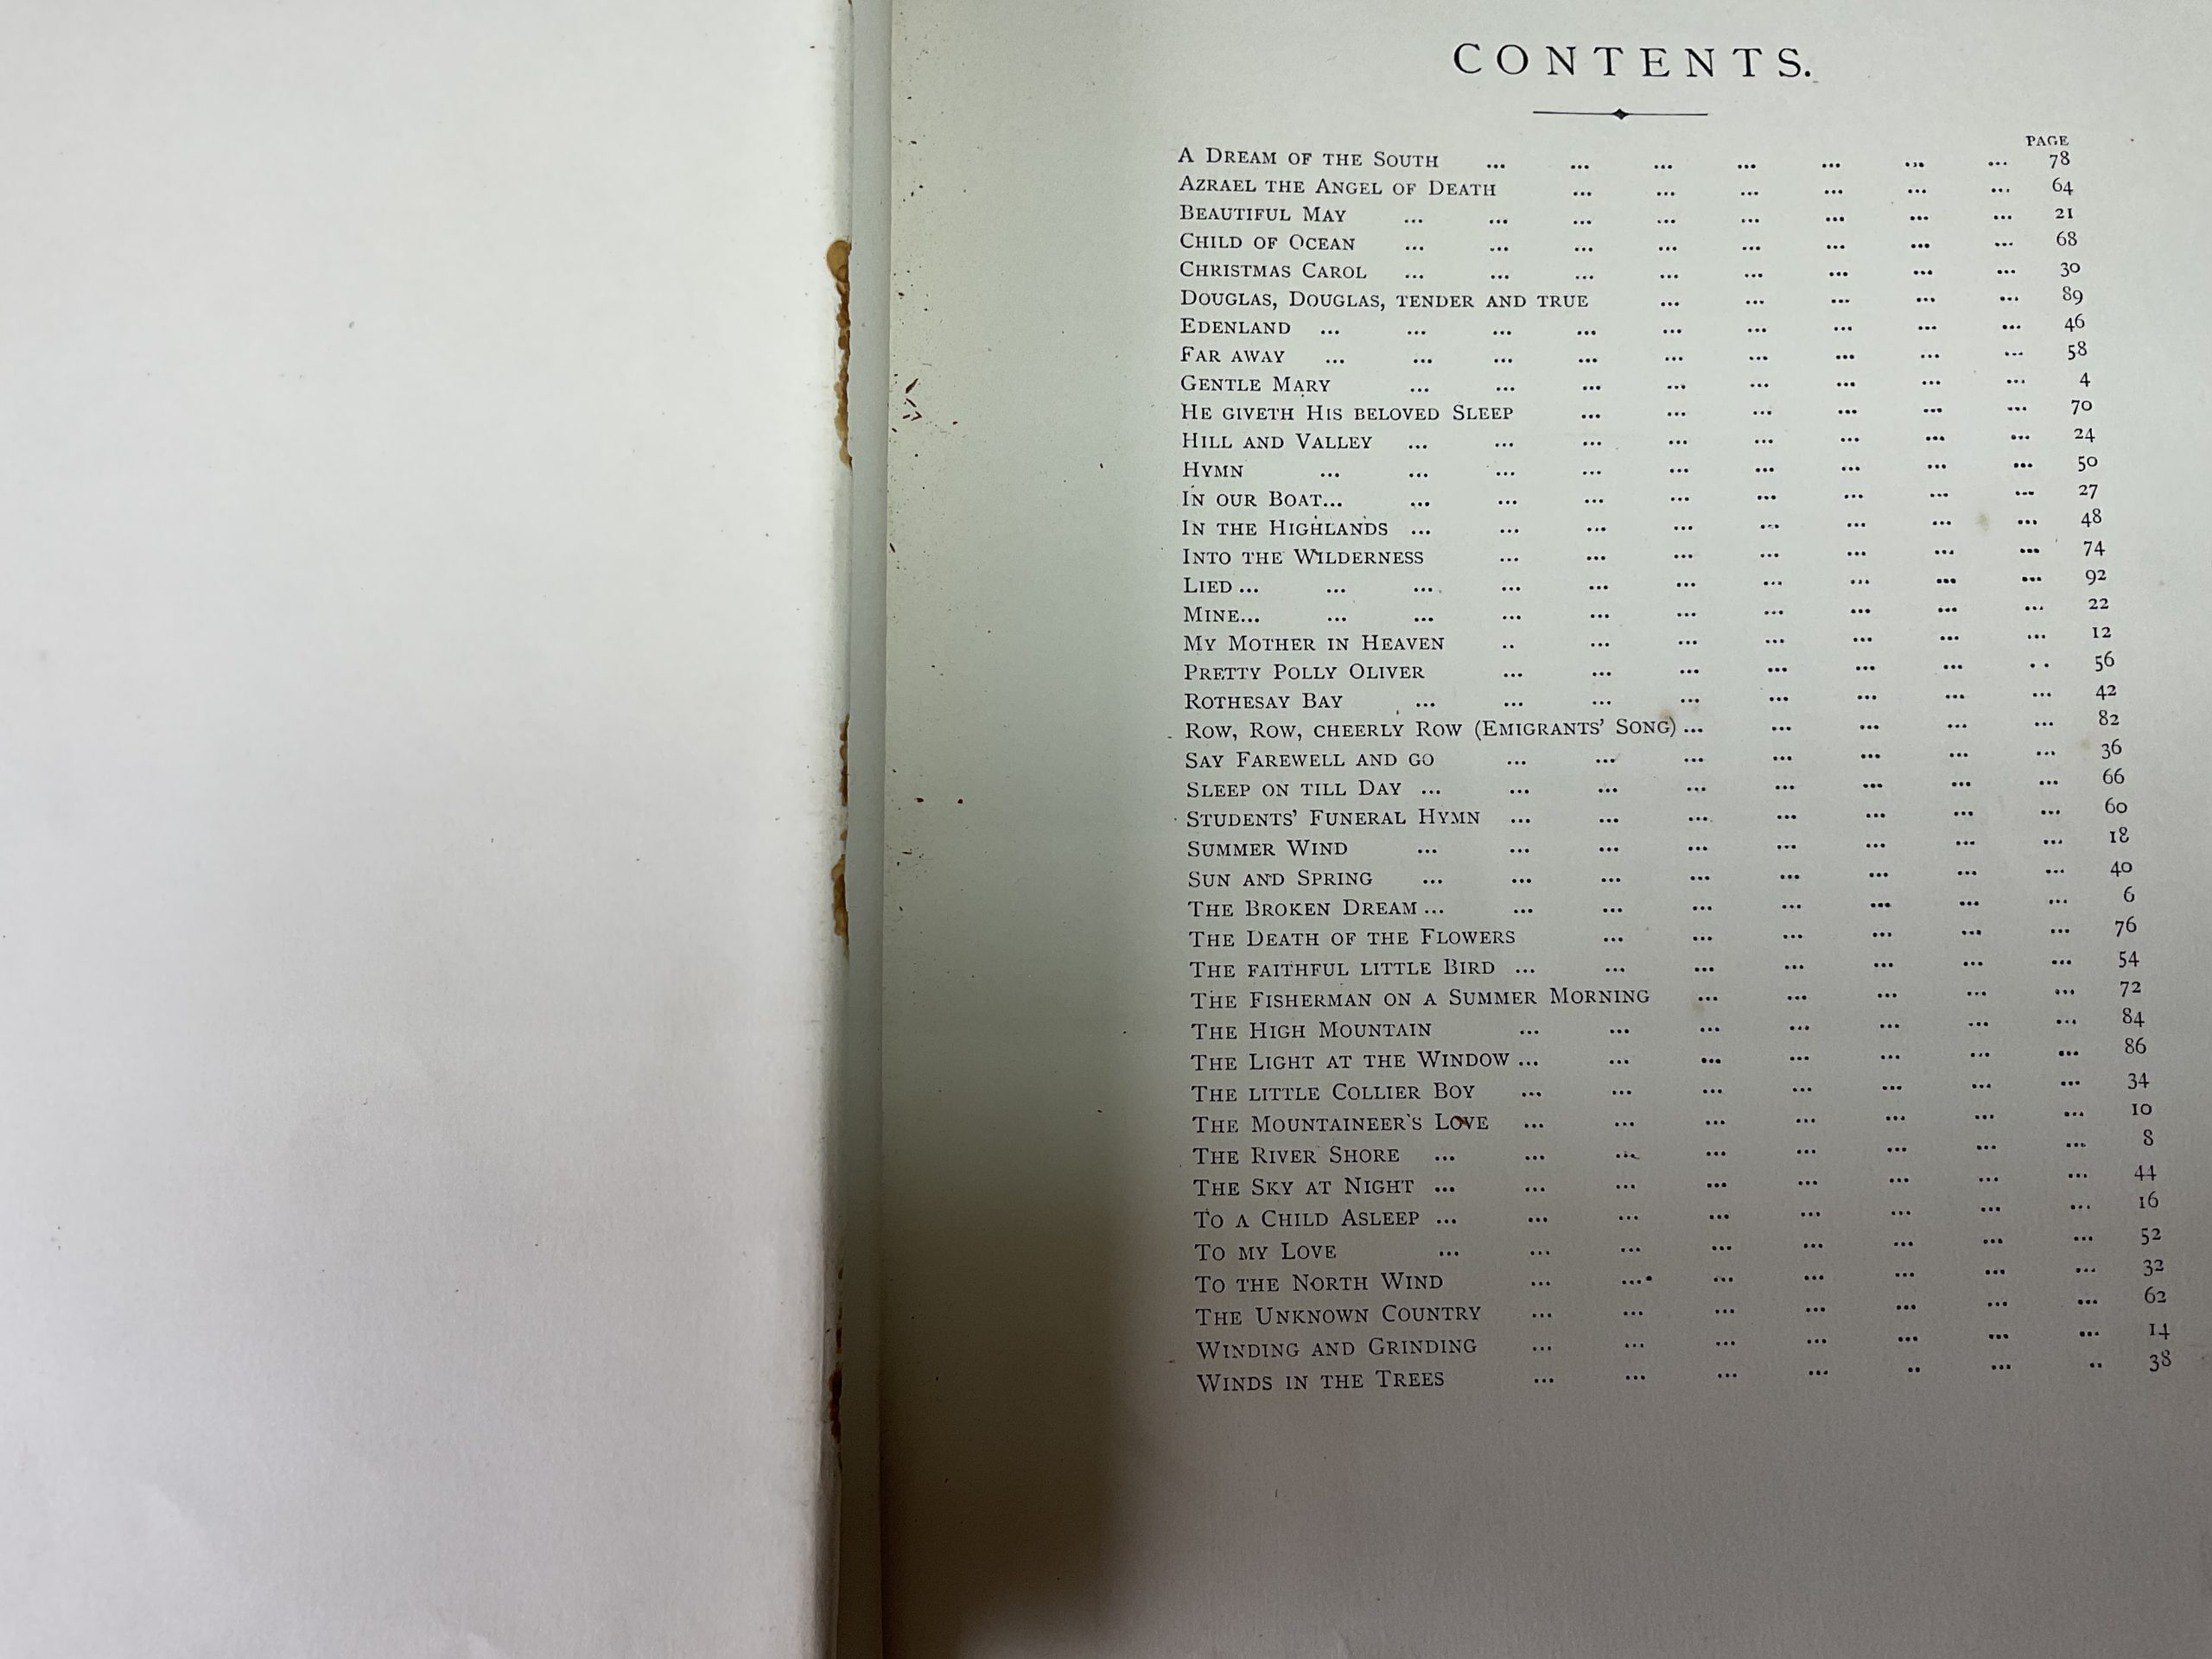 CONTENTS.
PAGE
A DREAM OF THE SOUTH ... ... ... ... ... ... ... 78
AZRAEL THE ANGEL OF DEATH ... ... ... ... ... ... 64
BEAUTIFUL MAY ... ... ... ... ... ... ... ... 21
CHILD OF OCEAN ... ... ... ... ... ... ... ... 68
CHRISTMAS CAROL ... ... ... ... ... ... ... ... 30
DOUGLAS, DOUGLAS, TENDER AND TRUE ... ... ... ... ... 89
EDENLAND ... ... ... ... ... ... ... ... ... 46
FAR AWAY ... ... ... ... ... ... ... ... ... 58
GENTLE MARY ... ... ... ... ... ... ... ... 4
HE GIVETH HIS BELOVED SLEEP ... ... ... ... ... ... 70
HILL AND VALLEY ... ... ... ... ... ... ... ... 24
HYMN ... ... ... ... ... ... ... ... ... 50
IN OUR BOAT... ... ... ... ... ... ... ... ... 27
IN THE HIGHLANDS ... ... ... ... ... ... ... ... 48
INTO THE WILDERNESS ... ... ... ... ... ... ... 74
LIED ... ... ... ... ... ... ... ... ... ... 92
MINE... ... ... ... ... ... ... ... ... ... 22
MY MOTHER IN HEAVEN .. ... ... ... ... ... ... 12
PRETTY POLLY OLIVER ... ... ... ... ... ... .. 56
ROTHESAY BAY ... ... ... ... ... ... ... ... 42
ROW, ROW, CHEERLY ROW (EMIGRANTS' SONG) ... ... ... ... ... 82
SAY FAREWELL AND GO ... ... ... ... ... ... ... 36
SLEEP ON TILL DAY ... ... ... ... ... ... ... ... 66
STUDENTS' FUNERAL HYMN ... ... ... ... ... ... ... 60
SUMMER WIND ... ... ... ... ... ... ... ... 18
SUN AND SPRING ... ... ... ... ... ... ... ... 40
THE BROKEN DREAM ... ... ... ... ... ... ... ... 6
THE DEATH OF THE FLOWERS ... ... ... ... ... ... 76
THE FAITHFUL LITTLE BIRD ... ... ... ... ... ... ... 54
THE FISHERMAN ON A SUMMER MORNING ... ... ... ... ... 72
THE HIGH MOUNTAIN ... ... ... ... ... ... ... 84
THE LIGHT AT THE WINDOW ... ... ... ... ... ... ... 86
THE LITTLE COLLIER BOY ... ... ... ... ... ... ... 34
THE MOUNTAINEER'S LOVE ... ... ... ... ... ... ... 10
THE RIVER SHORE ... ... ... ... ... ... ... ... 8
THE SKY AT NIGHT ... ... ... ... ... ... ... ... 44
TO A CHILD ASLEEP ... ... ... ... ... ... ... ... 16
TO MY LOVE ... ... ... ... ... ... ... ... 52
TO THE NORTH WIND ... ... ... ... ... ... ... 32
THE UNKNOWN COUNTRY ... ... ... ... ... ... ... 62
WINDING AND GRINDING ... ... ... ... ... ... ... 14
WINDS IN THE TREES ... ... ... ... .. ... .. 38